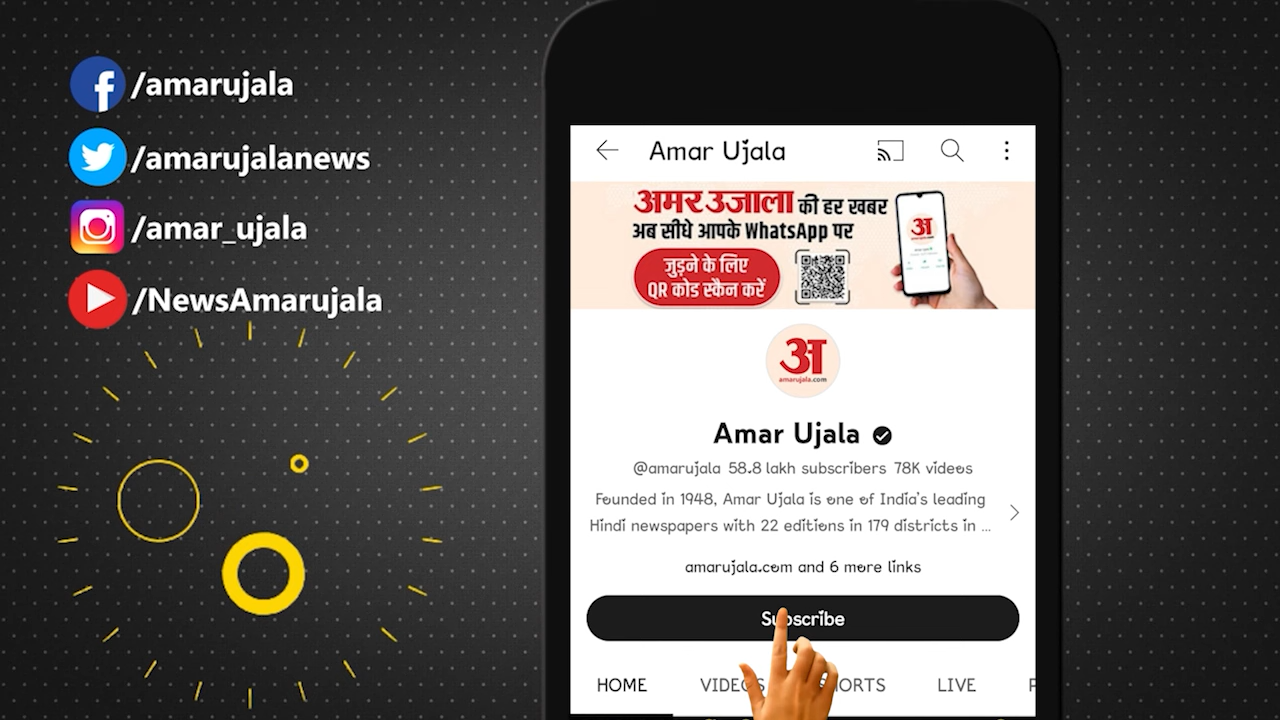 /amarujala
/amarujalanews
/amar_ujala
/NewsAmarujala
Amar Ujala
अमर उजाला की हर खबर
अब सीधे आपके WhatsApp पर
जुड़ने के लिए
QR कोड स्कैन करें
अ
अ
amarujala.com
Amar Ujala
@amarujala 58.8 lakh subscribers 78K videos
Founded in 1948, Amar Ujala is one of India's leading
Hindi newspapers with 22 editions in 179 districts in ...
amarujala.com and 6 more links
Subscribe
HOME VIDEOS SHORTS LIVE